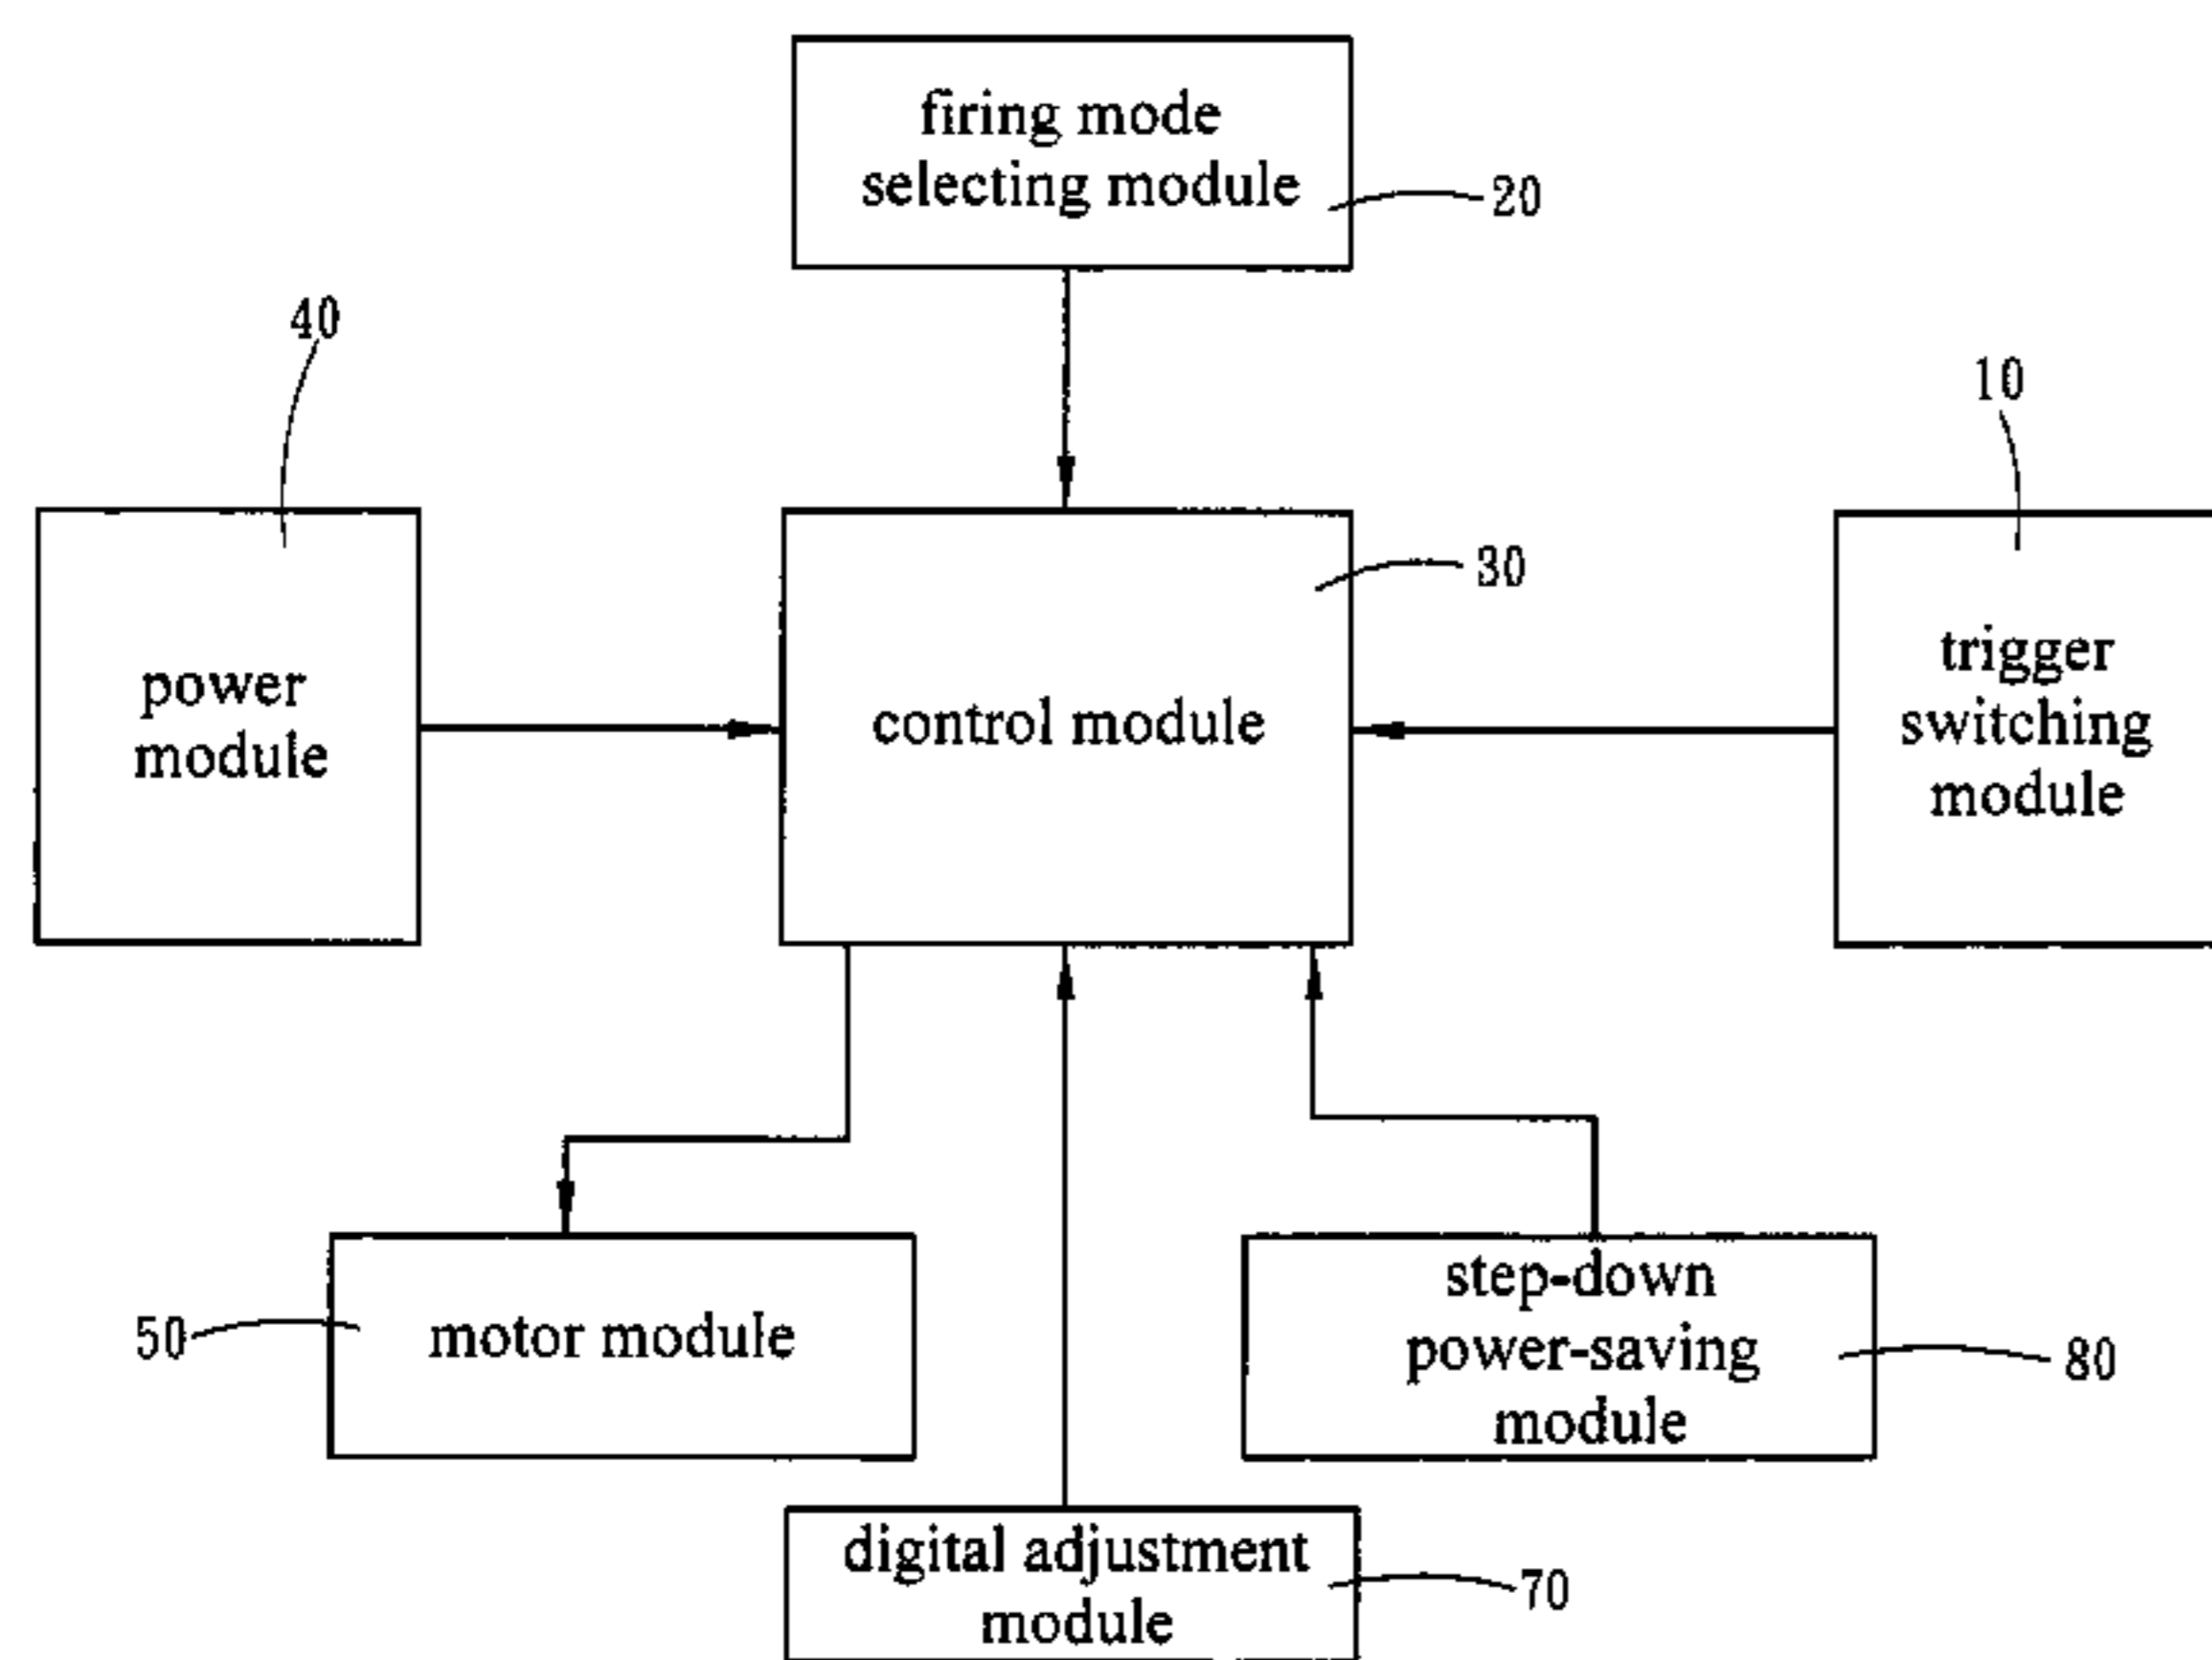 firing mode
selecting module
20
40
10
power
module
control module
30
trigger
switching
module
50
motor module
step-down
power-saving
module
80
digital adjustment
module
70